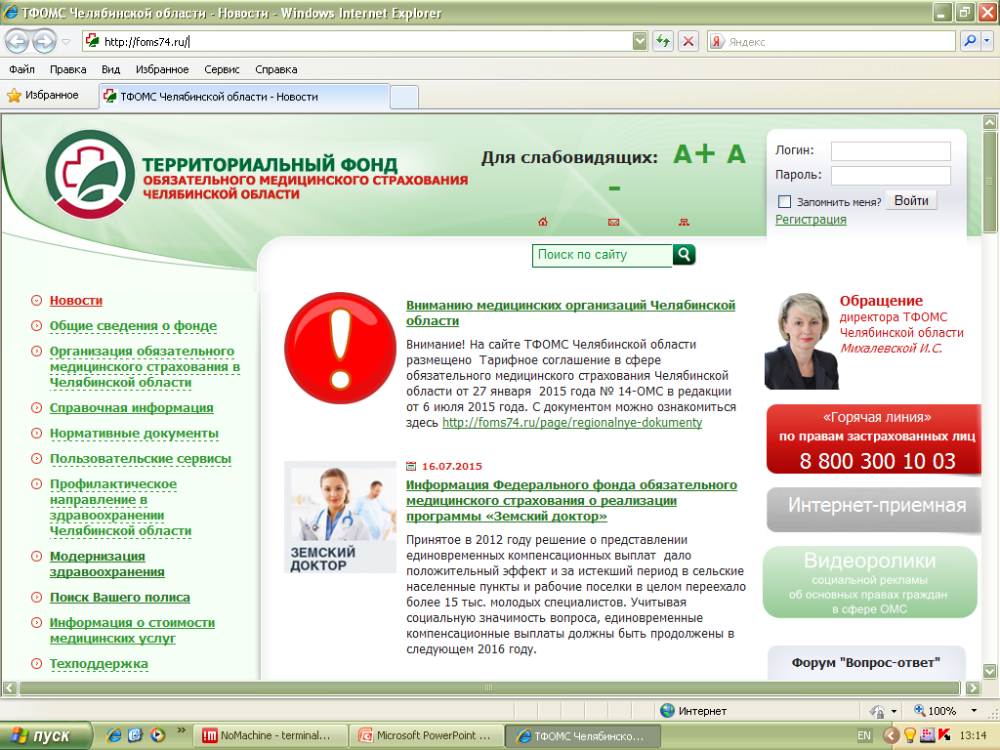 ТФОМС Челябинской области - Новости - Windows Internet Explorer
http://foms74.ru/
Яндекс
Файл Правка Вид Избранное Сервис Справка
Избранное
ТФОМС Челябинской области - Новости
ТЕРРИТОРИАЛЬНЫЙ ФОНД
ОБЯЗАТЕЛЬНОГО МЕДИЦИНСКОГО СТРАХОВАНИЯ
ЧЕЛЯБИНСКОЙ ОБЛАСТИ
Для слабовидящих: A+ A
-
Логин:
Пароль:
Запомнить меня? Войти
Регистрация
Поиск по сайту
Новости
Общие сведения о фонде
Организация обязательного
медицинского страхования в
Челябинской области
Справочная информация
Нормативные документы
Пользовательские сервисы
Профилактическое
направление в
здравоохранении
Челябинской области
Модернизация
здравоохранения
Поиск Вашего полиса
Информация о стоимости
медицинских услуг
Техподдержка
Вниманию медицинских организаций Челябинской
области
Внимание! На сайте ТФОМС Челябинской области
размещено Тарифное соглашение в сфере
обязательного медицинского страхования Челябинской
области от 27 января 2015 года № 14-ОМС в редакции
от 6 июля 2015 года. С документом можно ознакомиться
здесь http://foms74.ru/page/regionalnye-dokumenty
ЗЕМСКИЙ
ДОКТОР
16.07.2015
Информация Федерального фонда обязательного
медицинского страхования о реализации
программы «Земский доктор»
Принятое в 2012 году решение о представлении
единовременных компенсационных выплат дало
положительный эффект и за истекший период в сельские
населенные пункты и рабочие поселки в целом переехало
более 15 тыс. молодых специалистов. Учитывая
социальную значимость вопроса, единовременные
компенсационные выплаты должны быть продолжены в
следующем 2016 году.
Обращение
директора ТФОМС
Челябинской области
Михалевской И.С.
«Горячая линия»
по правам застрахованных лиц
8 800 300 10 03
Интернет-приемная
Видеоролики
социальной рекламы
об основных правах граждан
в сфере ОМС
Форум "Вопрос-ответ"
Интернет
100%
пуск
NoMachine - terminal...
Microsoft PowerPoint ...
ТФОМС Челябинско...
EN
13:14